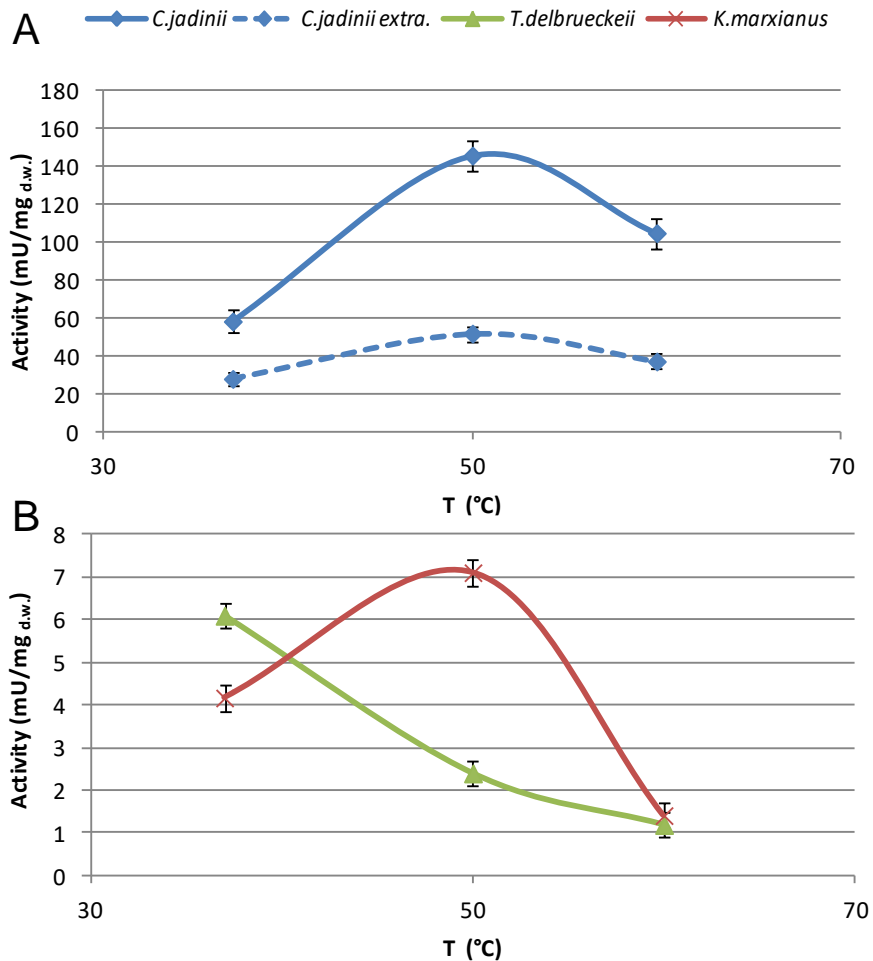 A
C.jadinii C.jadinii extra. T.delbrueckeii K.marxianus
180
160
140
120
100
80
60
40
20
0
Activity (mU/mg d.w.)
30 50 70
T (°C)
B
8
7
6
5
4
3
2
1
0
Activity (mU/mg d.w.)
30 50 70
T (°C)